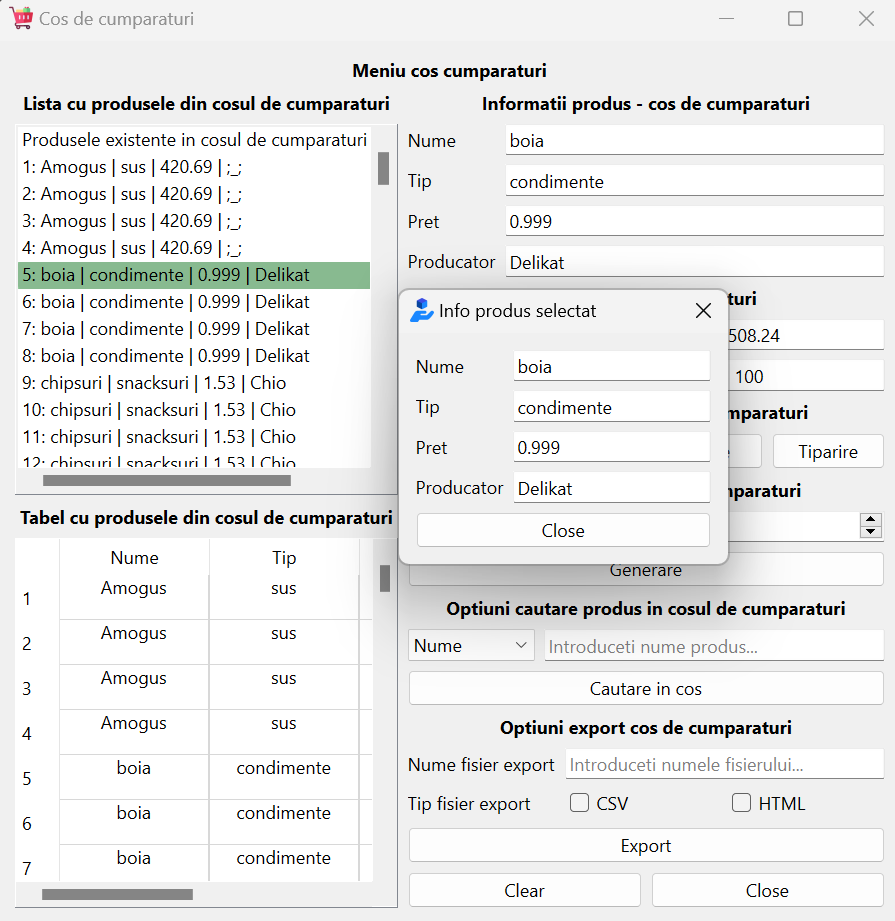 Cos de cumparaturi
Meniu cos cumparaturi
Lista cu produsele din cosul de cumparaturi
Produsele existente in cosul de cumparaturi
1: Amogus | sus | 420.69 | ;_;
2: Amogus | sus | 420.69 | ;_;
3: Amogus | sus | 420.69 | ;_;
4: Amogus | sus | 420.69 | ;_;
5: boia | condimente | 0.999 | Delikat
6: boia | condimente | 0.999 | Delikat
7: boia | condimente | 0.999 | Delikat
8: boia | condimente | 0.999 | Delikat
9: chipsuri | snacksuri | 1.53 | Chio
10: chipsuri | snacksuri | 1.53 | Chio
11: chipsuri | snacksuri | 1.53 | Chio
12: chipsuri | snacksuri | 1.53 | Chio
Tabel cu produsele din cosul de cumparaturi
Nume Tip
1 Amogus sus
2 Amogus sus
3 Amogus sus
4 Amogus sus
5 boia condimente
6 boia condimente
7 boia condimente
Informatii produs - cos de cumparaturi
Nume boia
Tip condimente
Pret 0.999
Producator Delikat
Info produs selectat
Nume boia
Tip condimente
Pret 0.999
Producator Delikat
Close
turi
508.24
100
mparaturi
Tiparire
mparaturi
Generare
Optiuni cautare produs in cosul de cumparaturi
Nume Introduceti nume produs...
Cautare in cos
Optiuni export cos de cumparaturi
Nume fisier export Introduceti numele fisierului...
Tip fisier export CSV HTML
Export
Clear Close